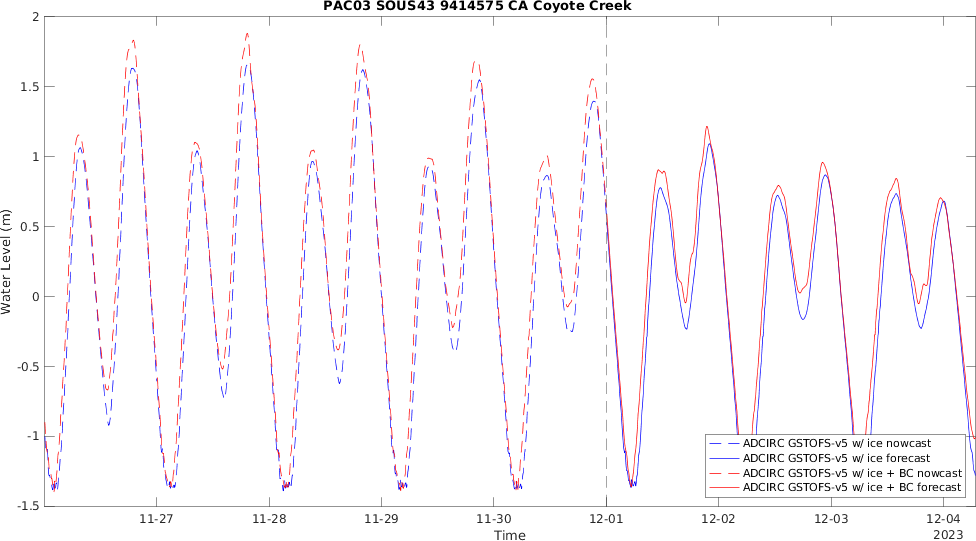 PAC03 SOUS43 9414575 CA Coyote Creek
2
1.5
1
0.5
0
-0.5
-1
-1.5
Water Level (m)
11-27
11-28
11-29
11-30
12-01
12-02
12-03
12-04
Time
2023
ADCIRC GSTOFS-v5 w/ ice nowcast
ADCIRC GSTOFS-v5 w/ ice forecast
ADCIRC GSTOFS-v5 w/ ice + BC nowcast
ADCIRC GSTOFS-v5 w/ ice + BC forecast